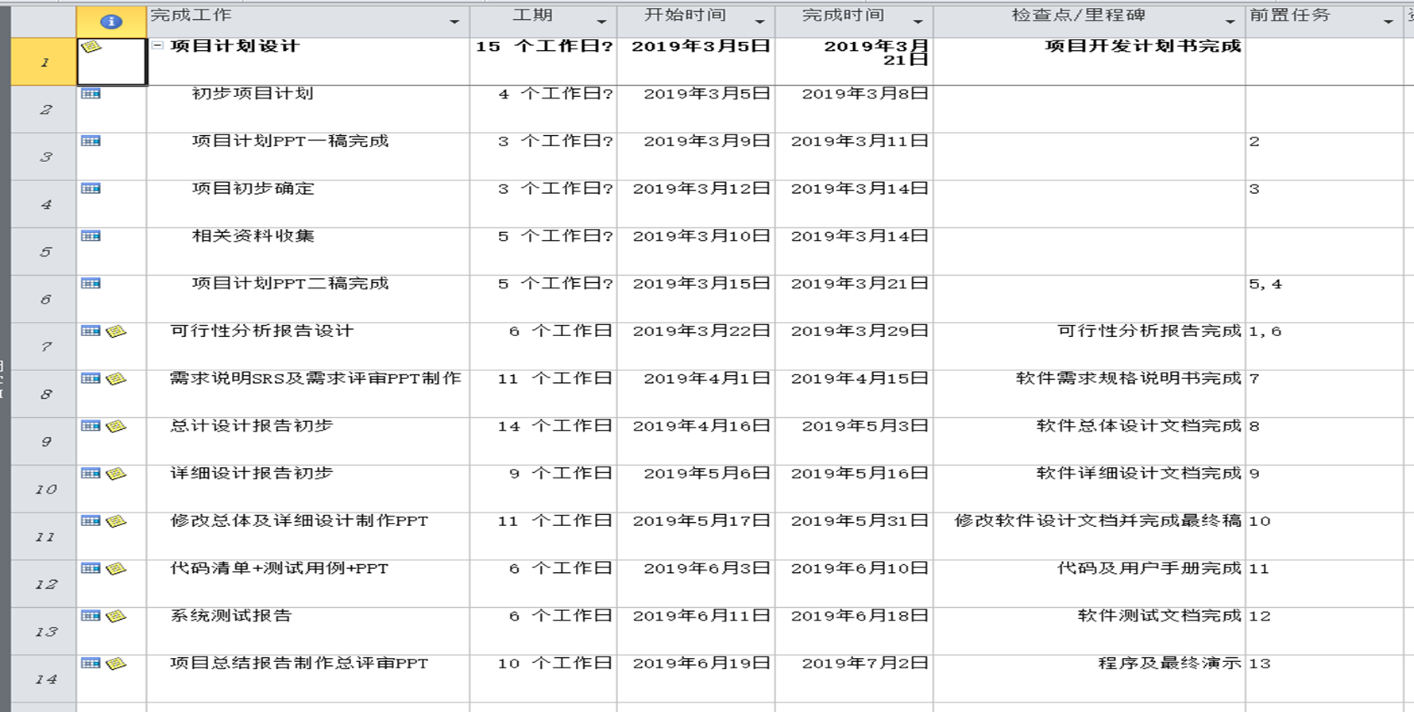 完成工作 工期 开始时间 完成时间 检查点/里程碑 前置任务
1 项目计划设计 15 个工作日? 2019年3月5日 2019年3月21日 项目开发计划书完成
2 初步项目计划 4 个工作日? 2019年3月5日 2019年3月8日
3 项目计划PPT一稿完成 3 个工作日? 2019年3月9日 2019年3月11日 2
4 项目初步确定 3 个工作日? 2019年3月12日 2019年3月14日 3
5 相关资料收集 5 个工作日? 2019年3月10日 2019年3月14日
6 项目计划PPT二稿完成 5 个工作日? 2019年3月15日 2019年3月21日 5,4
7 可行性分析报告设计 6 个工作日 2019年3月22日 2019年3月29日 可行性分析报告完成 1,6
8 需求说明SRS及需求评审PPT制作 11 个工作日 2019年4月1日 2019年4月15日 软件需求规格说明书完成 7
9 总计设计报告初步 14 个工作日 2019年4月16日 2019年5月3日 软件总体设计文档完成 8
10 详细设计报告初步 9 个工作日 2019年5月6日 2019年5月16日 软件详细设计文档完成 9
11 修改总体及详细设计制作PPT 11 个工作日 2019年5月17日 2019年5月31日 修改软件设计文档并完成最终稿 10
12 代码清单+测试用例+PPT 6 个工作日 2019年6月3日 2019年6月10日 代码及用户手册完成 11
13 系统测试报告 6 个工作日 2019年6月11日 2019年6月18日 软件测试文档完成 12
14 项目总结报告制作总评审PPT 10 个工作日 2019年6月19日 2019年7月2日 程序及最终演示 13